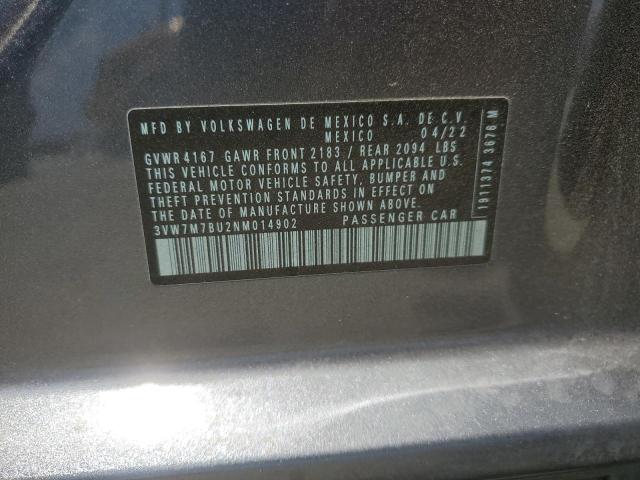 MFD BY VOLKSWAGEN DE MEXICO S.A. DE C.V.
MEXICO 04/22
GVWR 4167 GAWR FRONT 2183 / REAR 2094 LBS
THIS VEHICLE CONFORMS TO ALL APPLICABLE U.S.
FEDERAL MOTOR VEHICLE SAFETY, BUMPER AND
THEFT PREVENTION STANDARDS IN EFFECT ON
THE DATE OF MANUFACTURE SHOWN ABOVE.
3VW7M7BU2NM014902 PASSENGER CAR
1911374 3676 M